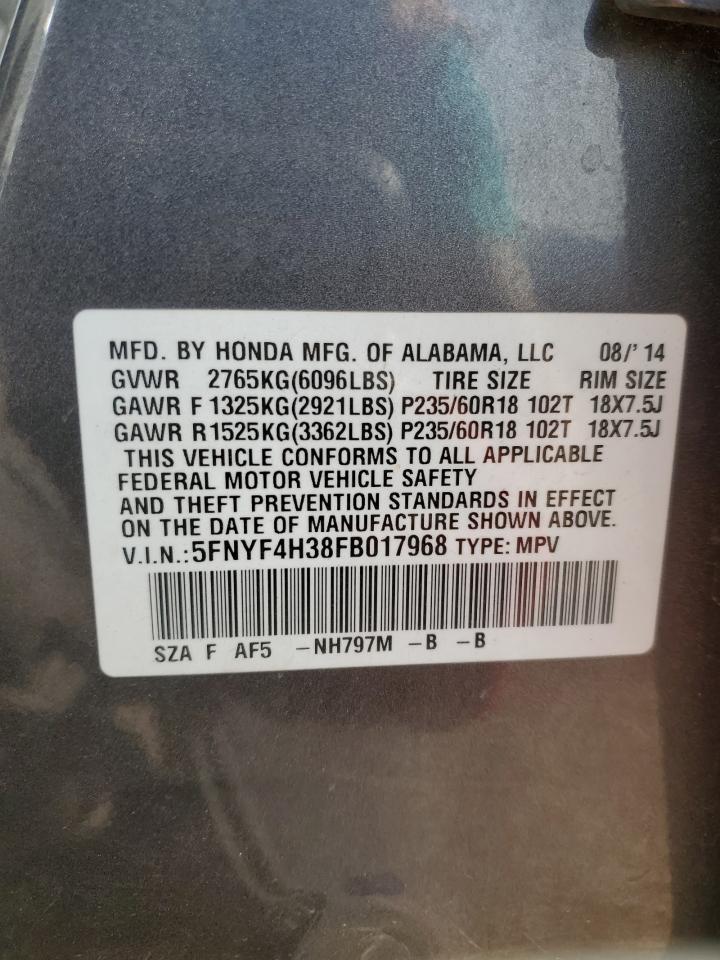 MFD. BY HONDA MFG. OF ALABAMA, LLC 08/'14
GVWR 2765KG(6096LBS) TIRE SIZE RIM SIZE
GAWR F 1325KG(2921LBS) P235/60R18 102T 18X7.5J
GAWR R 1525KG(3362LBS) P235/60R18 102T 18X7.5J
THIS VEHICLE CONFORMS TO ALL APPLICABLE
FEDERAL MOTOR VEHICLE SAFETY
AND THEFT PREVENTION STANDARDS IN EFFECT
ON THE DATE OF MANUFACTURE SHOWN ABOVE.
V.I.N.:5FNYF4H38FB017968 TYPE: MPV
SZA F AF5 -NH797M -B -B